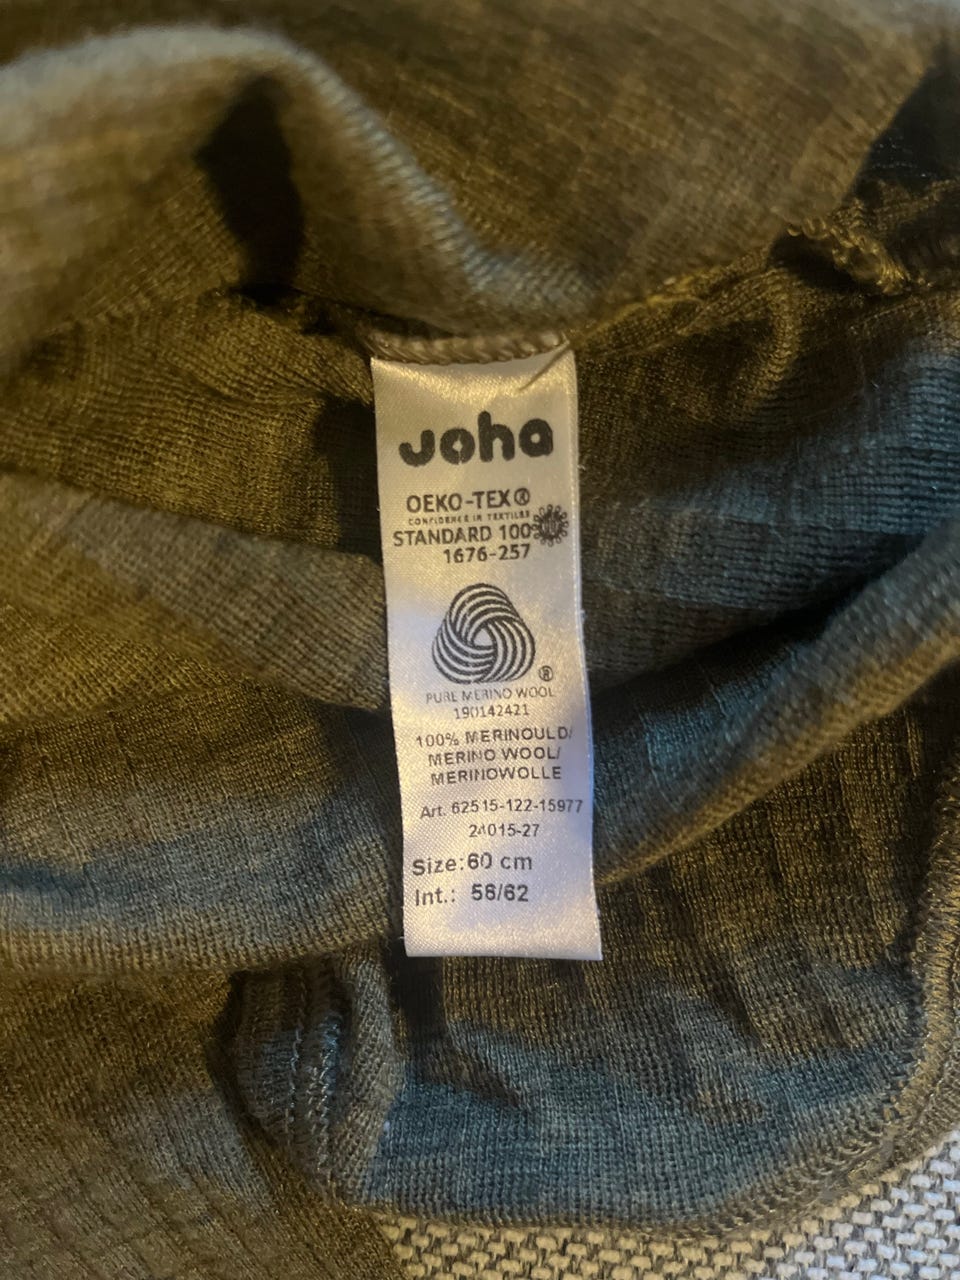 Joha
OEKO-TEX®
CONFIDENCE IN TEXTILES
STANDARD 100
1676-257
®
PURE MERINO WOOL
190142421
100% MERINOULD/
MERINO WOOL/
MERINOWOLLE
Art. 62515-122-15977
24015-27
Size:60 cm
Int.: 56/62